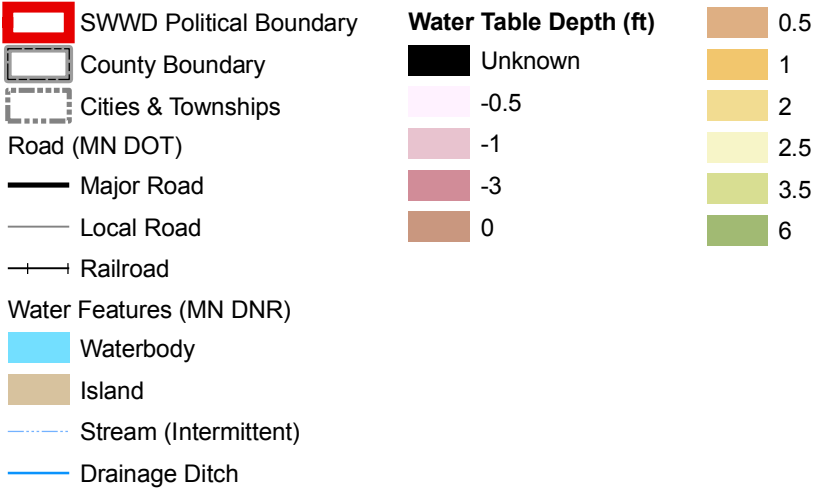 SWWD Political Boundary
County Boundary
Cities & Townships
Road (MN DOT)
Major Road
Local Road
Railroad
Water Features (MN DNR)
Waterbody
Island
Stream (Intermittent)
Drainage Ditch
Water Table Depth (ft)
Unknown
-0.5
-1
-3
0
0.5
1
2
2.5
3.5
6